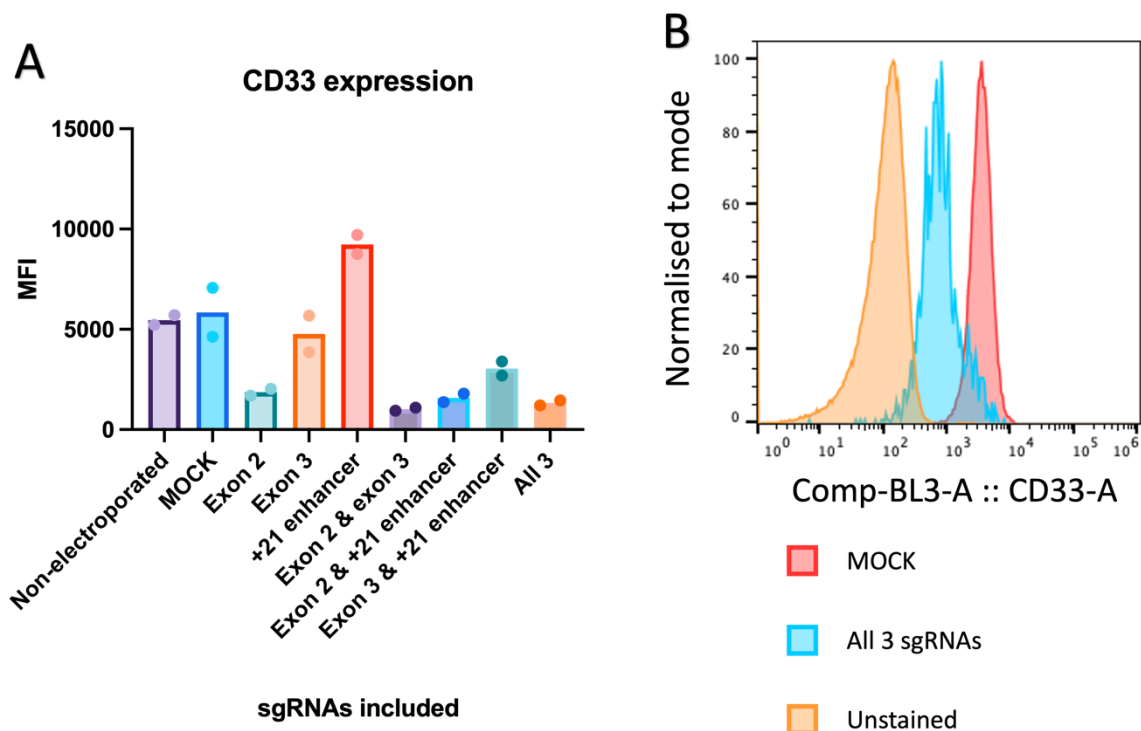 A
CD33 expression
15000
10000
5000
0
MFI
Non-electroporated
MOCK
Exon 2
Exon 3
+21 enhancer
Exon 2 & exon 3
Exon 2 & +21 enhancer
Exon 3 & +21 enhancer
All 3
sgRNAs included
B
100
80
60
40
20
0
Normalised to mode
10^0 10^1 10^2 10^3 10^4 10^5 10^6
Comp-BL3-A :: CD33-A
MOCK
All 3 sgRNAs
Unstained